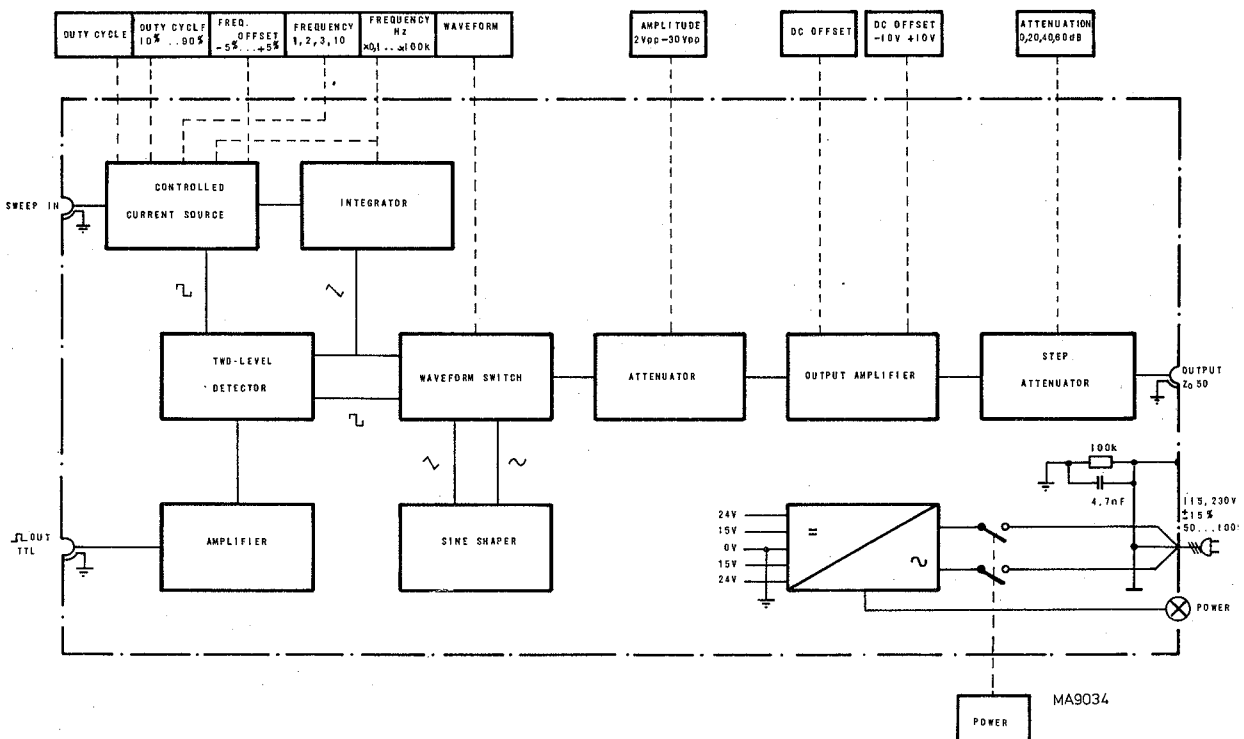 DUTY CYCLE
DUTY CYCLE
10% ..90%
FREQ.
OFFSET
-5%...+5%
FREQUENCY
1,2,3,10
FREQUENCY
Hz
x0,1...x100k
WAVEFORM
AMPLITUDE
2Vpp-30Vpp
DC OFFSET
DC OFFSET
-10V +10V
ATTENUATION
0,20,40,60dB
SWEEP IN
CONTROLLED
CURRENT SOURCE
INTEGRATOR
TWO-LEVEL
DETECTOR
WAVEFORM SWITCH
ATTENUATOR
OUTPUT AMPLIFIER
STEP
ATTENUATOR
OUTPUT
Zo 50
100k
4.7nF
115,230V
±15%
50...100
24V
15V
0V
15V
24V
=
~
OUT
TTL
AMPLIFIER
SINE SHAPER
POWER
POWER
MA9034